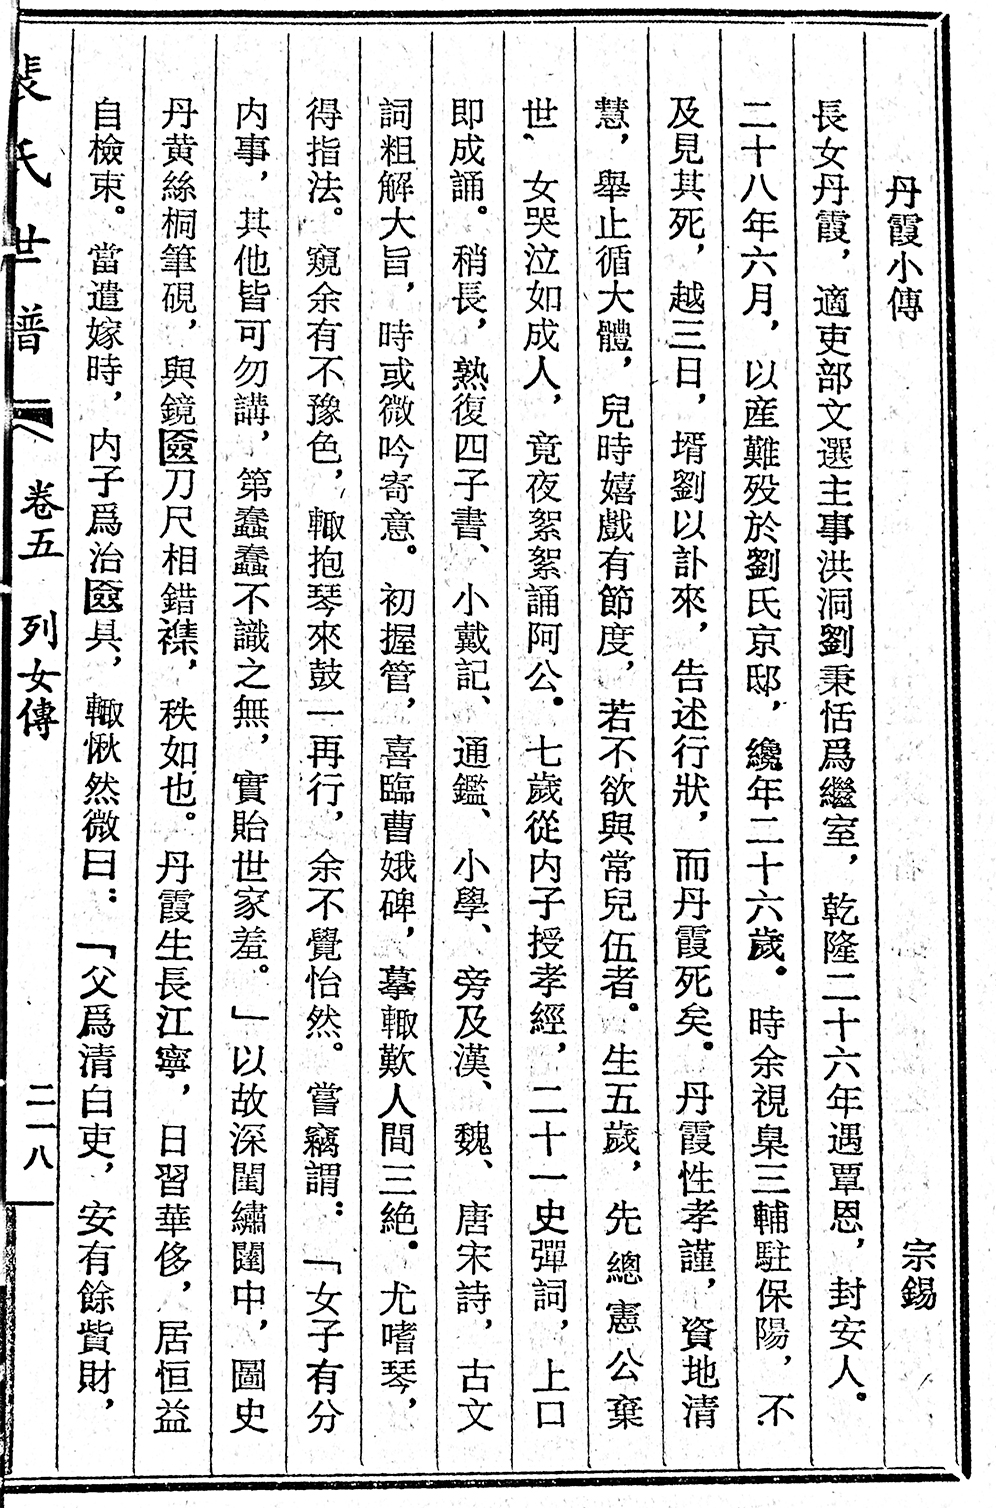 丹霞小傳
宗錫
長女丹霞，適吏部文選主事洪洞劉秉恬爲繼室，乾隆二十六年遇覃恩，封安人。
二十八年六月，以産難殁於劉氏京邸，纔年二十六歲。時余視臬三輔駐保陽，不
及見其死，越三日，壻劉以訃來，告述行狀，而丹霞死矣。丹霞性孝謹，資地清
慧，舉止循大體，兒時嬉戲有節度，若不欲與常兒伍者。生五歲，先總憲公棄
世、女哭泣如成人，竟夜絮絮誦阿公。七歲從内子授孝經，二十一史彈詞，上口
即成誦。稍長，熟復四子書、小戴記、通鑑、小學、旁及漢、魏、唐宋詩，古文
詞粗解大旨，時或微吟寄意。初握管，喜臨曹娥碑，摹輙歎人間三絶。尤嗜琴，
得指法。窺余有不豫色，輙抱琴來鼓一再行，余不覺怡然。嘗竊謂：「女子有分
内事，其他皆可勿講，第蠢蠢不識之無，實貽世家羞。」以故深閨繡闥中，圖史
丹黄絲桐筆硯，與鏡匳刀尺相錯襍，秩如也。丹霞生長江寧，日習華侈，居恒益
自檢束。當遣嫁時，内子爲治匳具，輙愀然微曰：「父爲清白吏，安有餘貲財，
裴氏世譜
卷五 列女傳
二一八